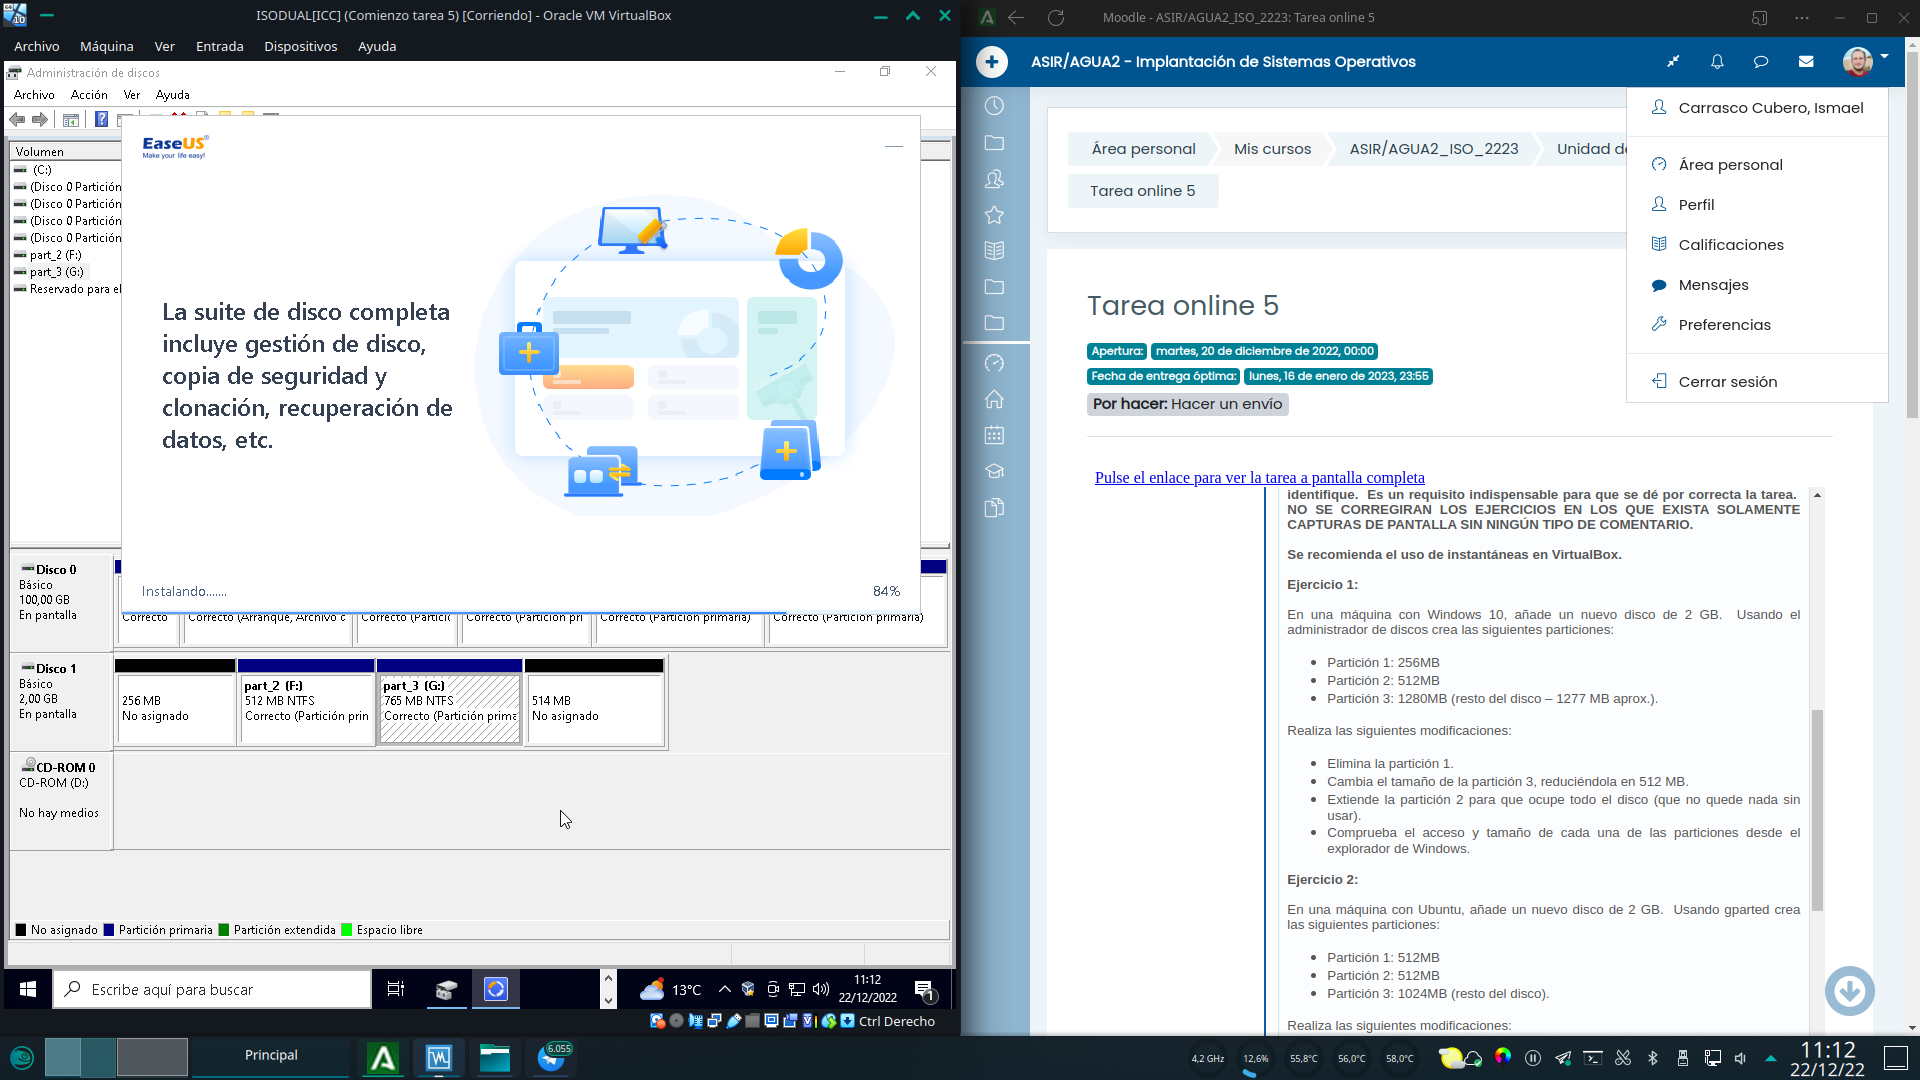 ISODUAL[ICC] (Comienzo tarea 5) [Corriendo] - Oracle VM VirtualBox
Archivo Máquina Ver Entrada Dispositivos Ayuda
Administración de discos
Archivo Acción Ver Ayuda
Volumen
(C:)
(Disco 0 Partición
(Disco 0 Partición
(Disco 0 Partición
(Disco 0 Partición
part_2 (F:)
part_3 (G:)
Reservado para el
EaseUS
Make your life easy!
La suite de disco completa
incluye gestión de disco,
copia de seguridad y
clonación, recuperación de
datos, etc.
Instalando.......
84%
Disco 0
Básico
100,00 GB
En pantalla
Correcto
Correcto (Arranque, Archivo c
Correcto (Partició
Correcto (Partición pri
Correcto (Partición primaria)
Correcto (Partición primaria)
Disco 1
Básico
2,00 GB
En pantalla
256 MB
No asignado
part_2 (F:)
512 MB NTFS
Correcto (Partición prin
part_3 (G:)
765 MB NTFS
Correcto (Partición prima
514 MB
No asignado
CD-ROM 0
CD-ROM (D:)
No hay medios
No asignado Partición primaria Partición extendida Espacio libre
Escribe aquí para buscar
13°C
11:12
22/12/2022
1
Ctrl Derecho
Moodle - ASIR/AGUA2_ISO_2223: Tarea online 5
ASIR/AGUA2 - Implantación de Sistemas Operativos
Carrasco Cubero, Ismael
Área personal
Perfil
Calificaciones
Mensajes
Preferencias
Cerrar sesión
Área personal Mis cursos ASIR/AGUA2_ISO_2223 Unidad de
Tarea online 5
Tarea online 5
Apertura: martes, 20 de diciembre de 2022, 00:00
Fecha de entrega óptima: lunes, 16 de enero de 2023, 23:55
Por hacer: Hacer un envío
Pulse el enlace para ver la tarea a pantalla completa
identifique. Es un requisito indispensable para que se dé por correcta la tarea.
NO SE CORREGIRAN LOS EJERCICIOS EN LOS QUE EXISTA SOLAMENTE
CAPTURAS DE PANTALLA SIN NINGÚN TIPO DE COMENTARIO.
Se recomienda el uso de instantáneas en VirtualBox.
Ejercicio 1:
En una máquina con Windows 10, añade un nuevo disco de 2 GB. Usando el
administrador de discos crea las siguientes particiones:
Partición 1: 256MB
Partición 2: 512MB
Partición 3: 1280MB (resto del disco – 1277 MB aprox.).
Realiza las siguientes modificaciones:
Elimina la partición 1.
Cambia el tamaño de la partición 3, reduciéndola en 512 MB.
Extiende la partición 2 para que ocupe todo el disco (que no quede nada sin
usar).
Comprueba el acceso y tamaño de cada una de las particiones desde el
explorador de Windows.
Ejercicio 2:
En una máquina con Ubuntu, añade un nuevo disco de 2 GB. Usando gparted crea
las siguientes particiones:
Partición 1: 512MB
Partición 2: 512MB
Partición 3: 1024MB (resto del disco).
Realiza las siguientes modificaciones:
Principal
6.055
4,2 GHz
12,6%
55,8°C
56,0°C
58,0°C
11:12
22/12/22